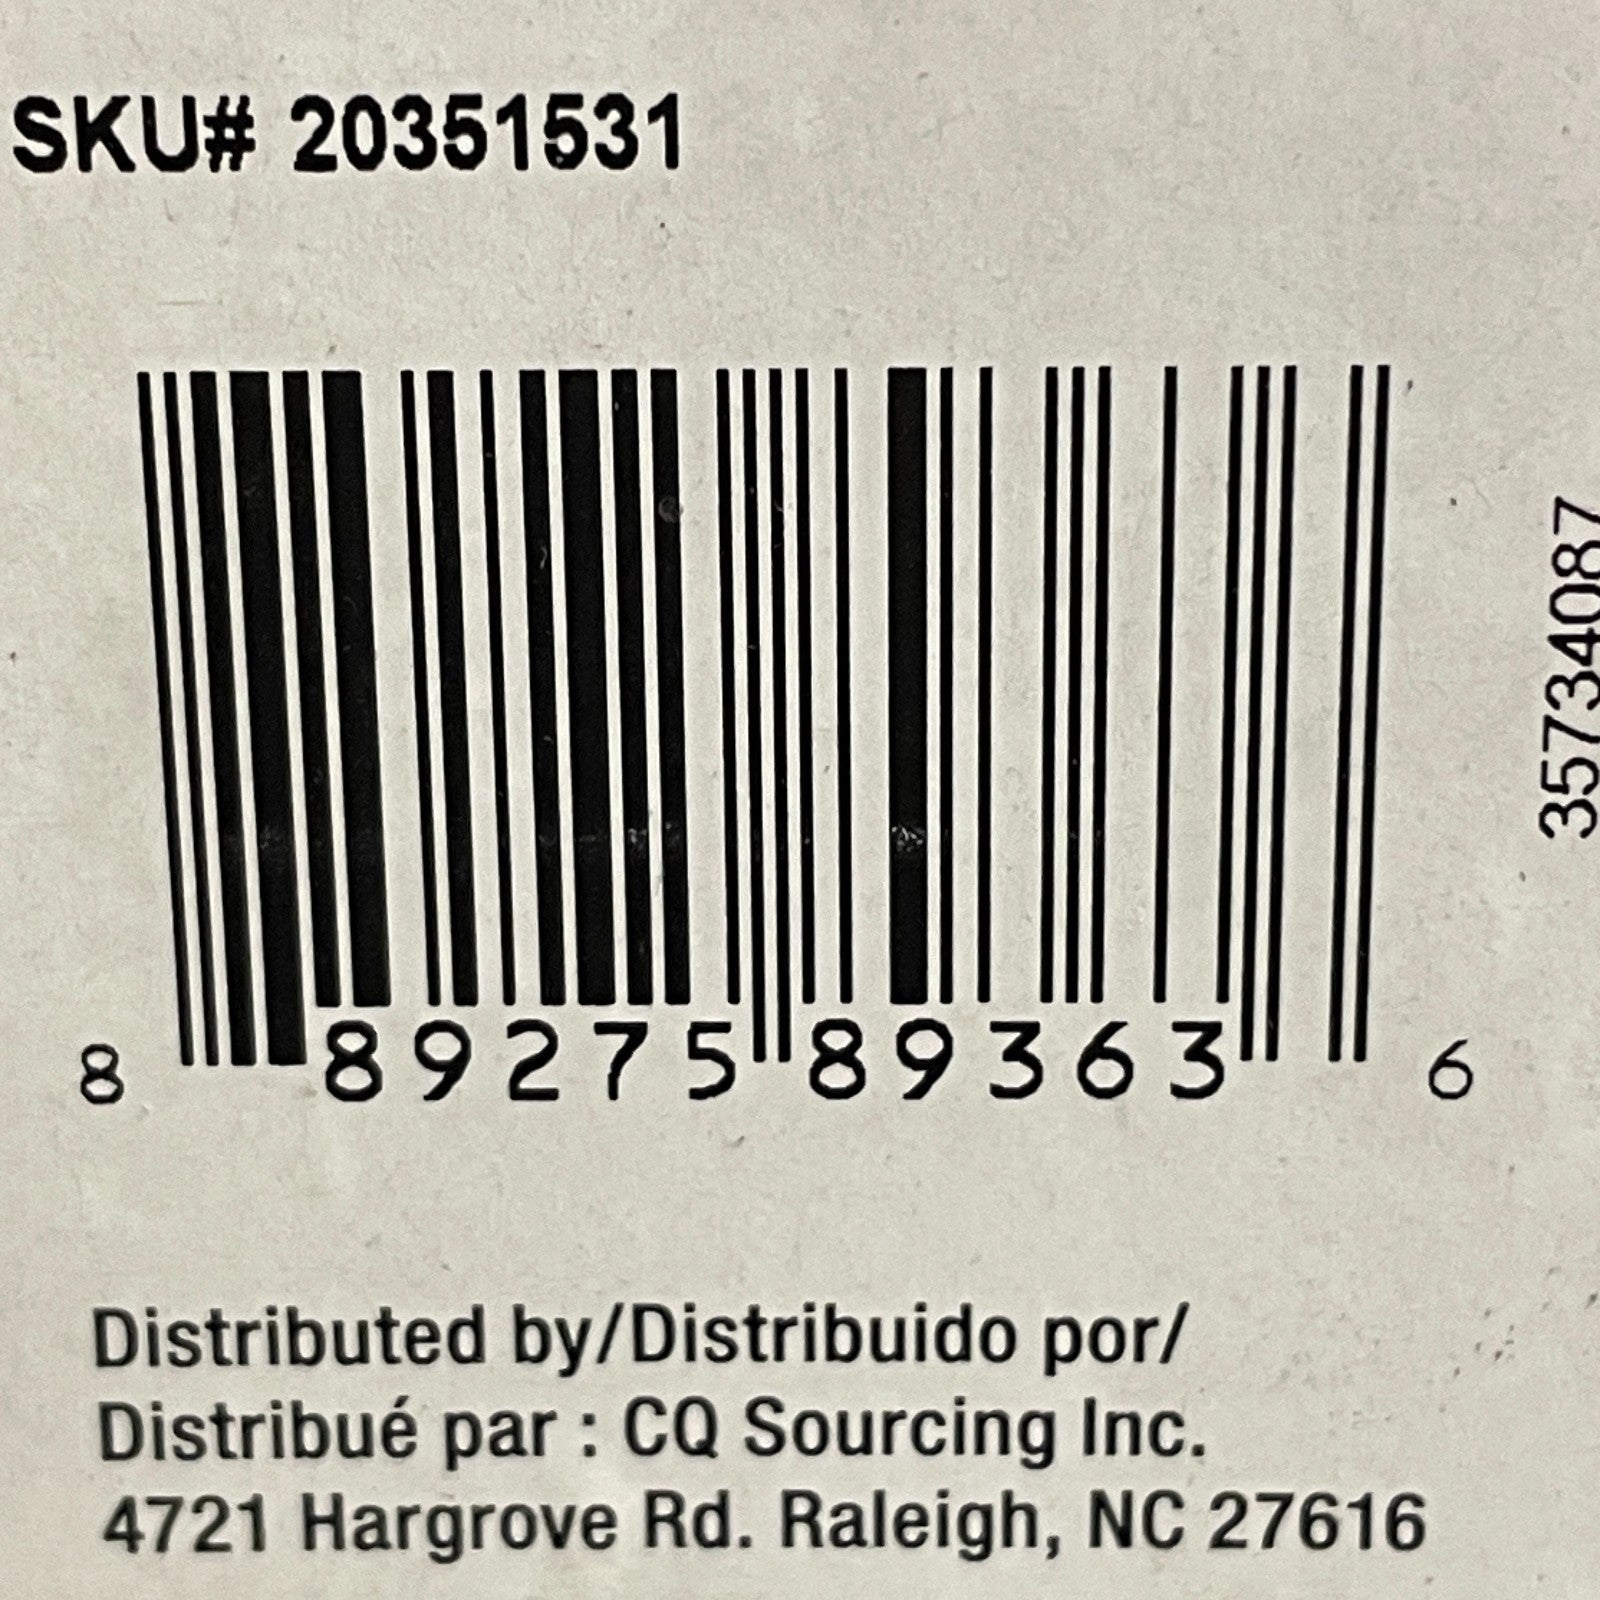 SKU# 20351531
8 89275 89363 6
35734087
Distributed by/Distribuido por/
Distribué par : CQ Sourcing Inc.
4721 Hargrove Rd. Raleigh, NC 27616